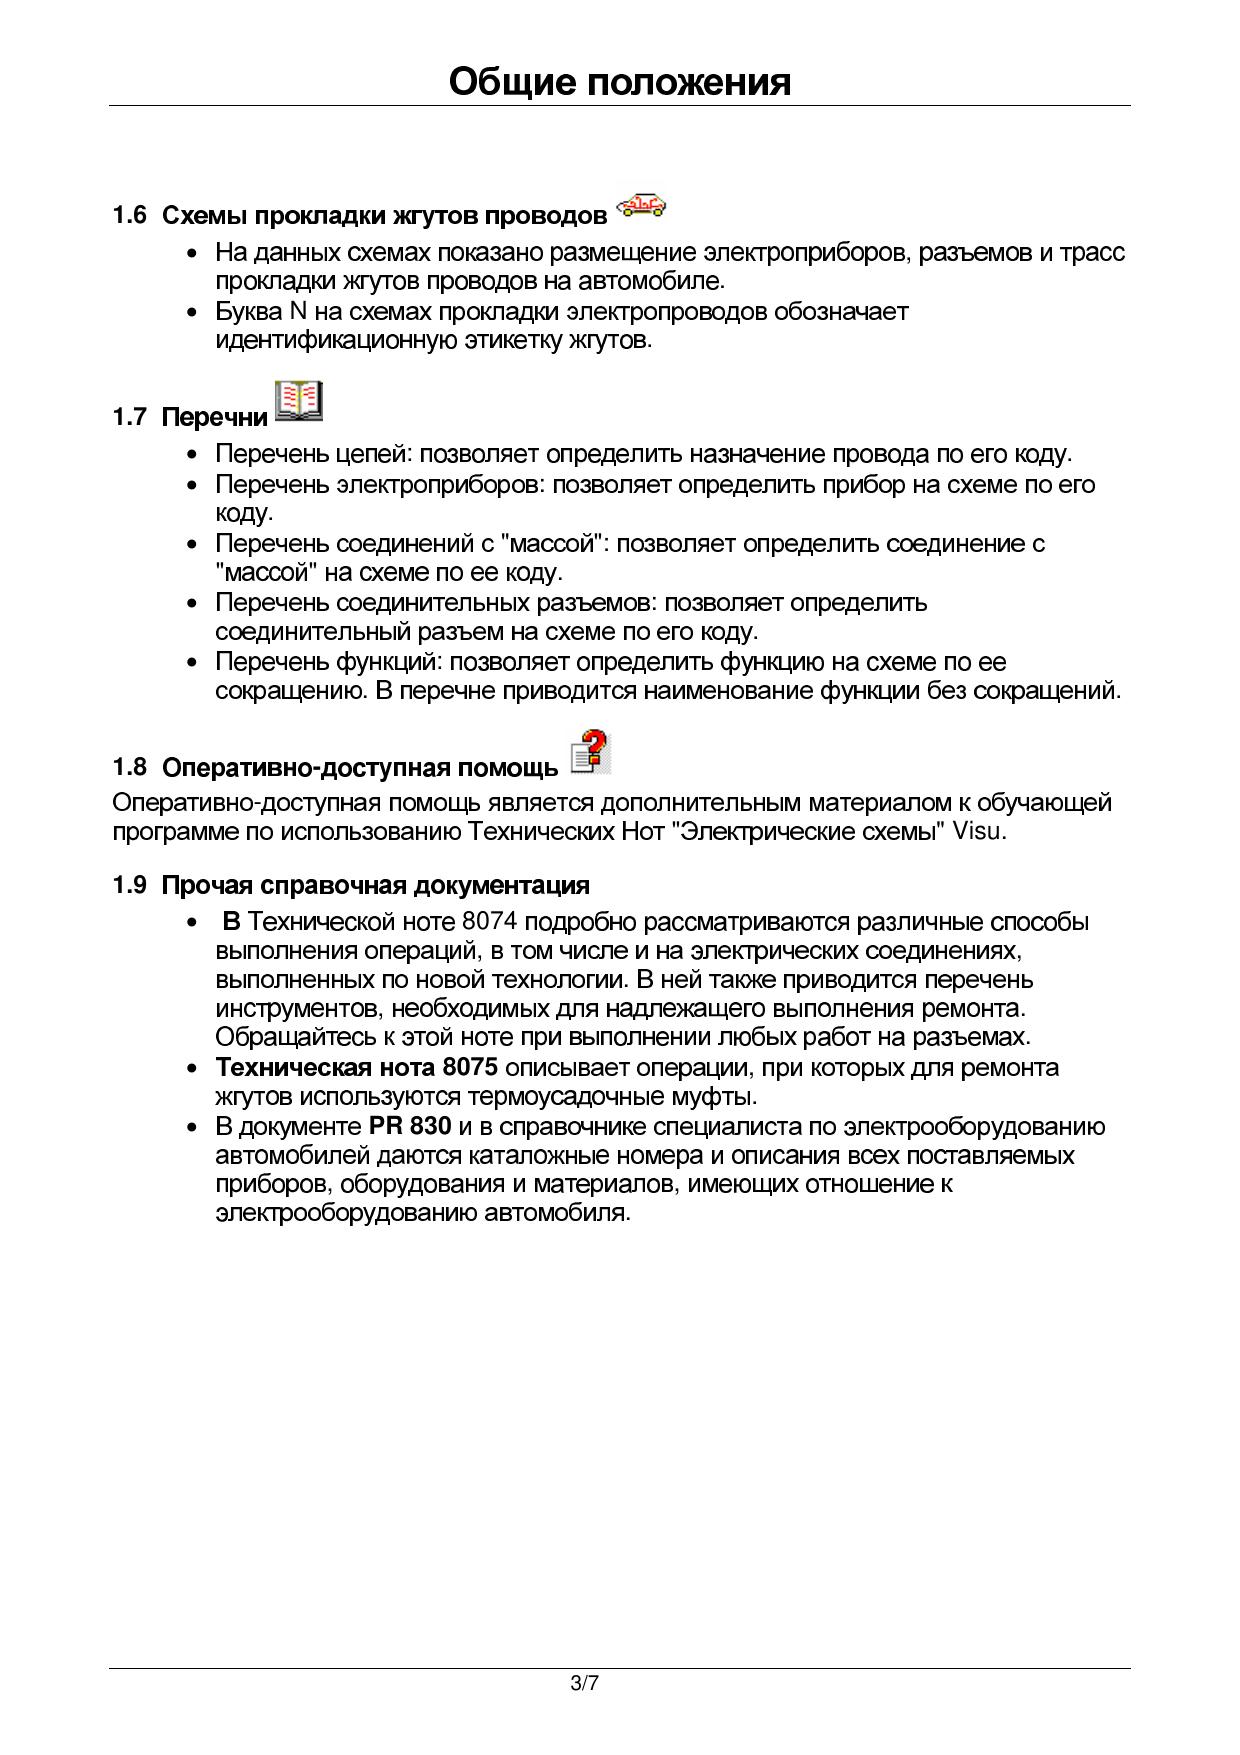 Общие положения
1.6 Схемы прокладки жгутов проводов
• На данных схемах показано размещение электроприборов, разъемов и трасс
прокладки жгутов проводов на автомобиле.
• Буква N на схемах прокладки электропроводов обозначает
идентификационную этикетку жгутов.
1.7 Перечни
• Перечень цепей: позволяет определить назначение провода по его коду.
• Перечень электроприборов: позволяет определить прибор на схеме по его
коду.
• Перечень соединений с "массой": позволяет определить соединение с
"массой" на схеме по ее коду.
• Перечень соединительных разъемов: позволяет определить
соединительный разъем на схеме по его коду.
• Перечень функций: позволяет определить функцию на схеме по ее
сокращению. В перечне приводится наименование функции без сокращений.
1.8 Оперативно-доступная помощь
Оперативно-доступная помощь является дополнительным материалом к обучающей
программе по использованию Технических Нот "Электрические схемы" Visu.
1.9 Прочая справочная документация
• В Технической ноте 8074 подробно рассматриваются различные способы
выполнения операций, в том числе и на электрических соединениях,
выполненных по новой технологии. В ней также приводится перечень
инструментов, необходимых для надлежащего выполнения ремонта.
Обращайтесь к этой ноте при выполнении любых работ на разъемах.
• Техническая нота 8075 описывает операции, при которых для ремонта
жгутов используются термоусадочные муфты.
• В документе PR 830 и в справочнике специалиста по электрооборудованию
автомобилей даются каталожные номера и описания всех поставляемых
приборов, оборудования и материалов, имеющих отношение к
электрооборудованию автомобиля.
3/7